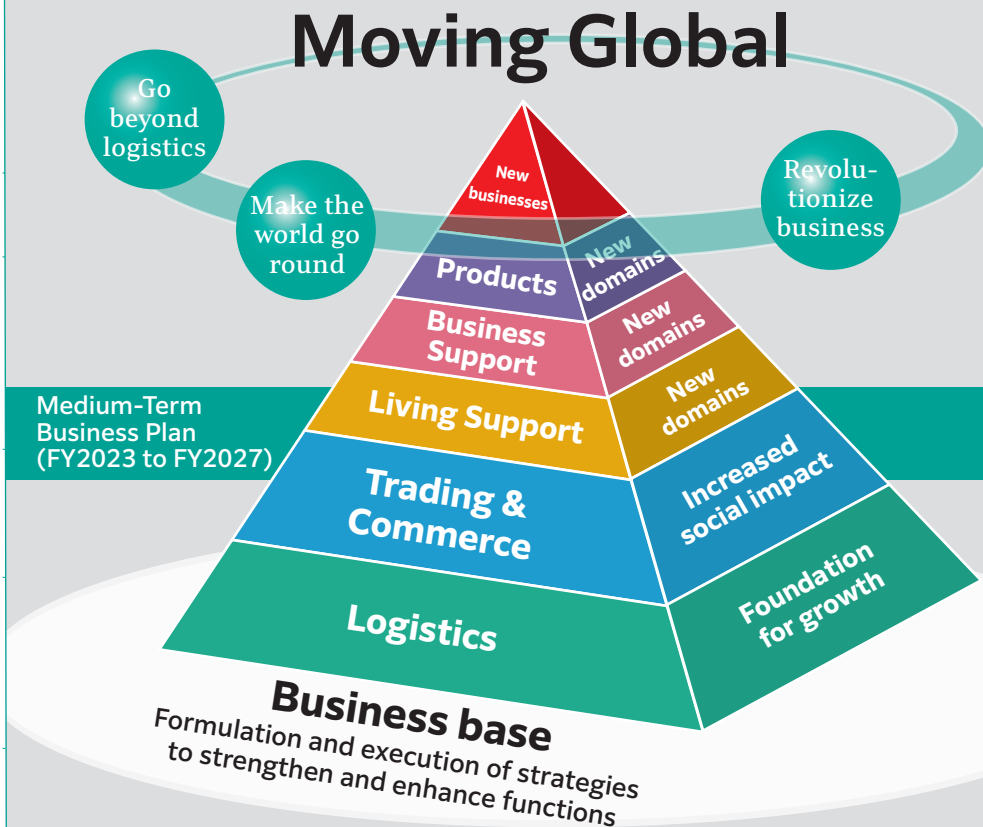 Moving Global
Go
beyond
logistics
Make the
world go
round
Revolu-
tionize
business
New
businesses
Products
New
domains
Business
Support
New
domains
Living Support
New
domains
Medium-Term
Business Plan
(FY2023 to FY2027)
Trading &
Commerce
Increased
social impact
Logistics
Foundation
for growth
Business base
Formulation and execution of strategies
to strengthen and enhance functions